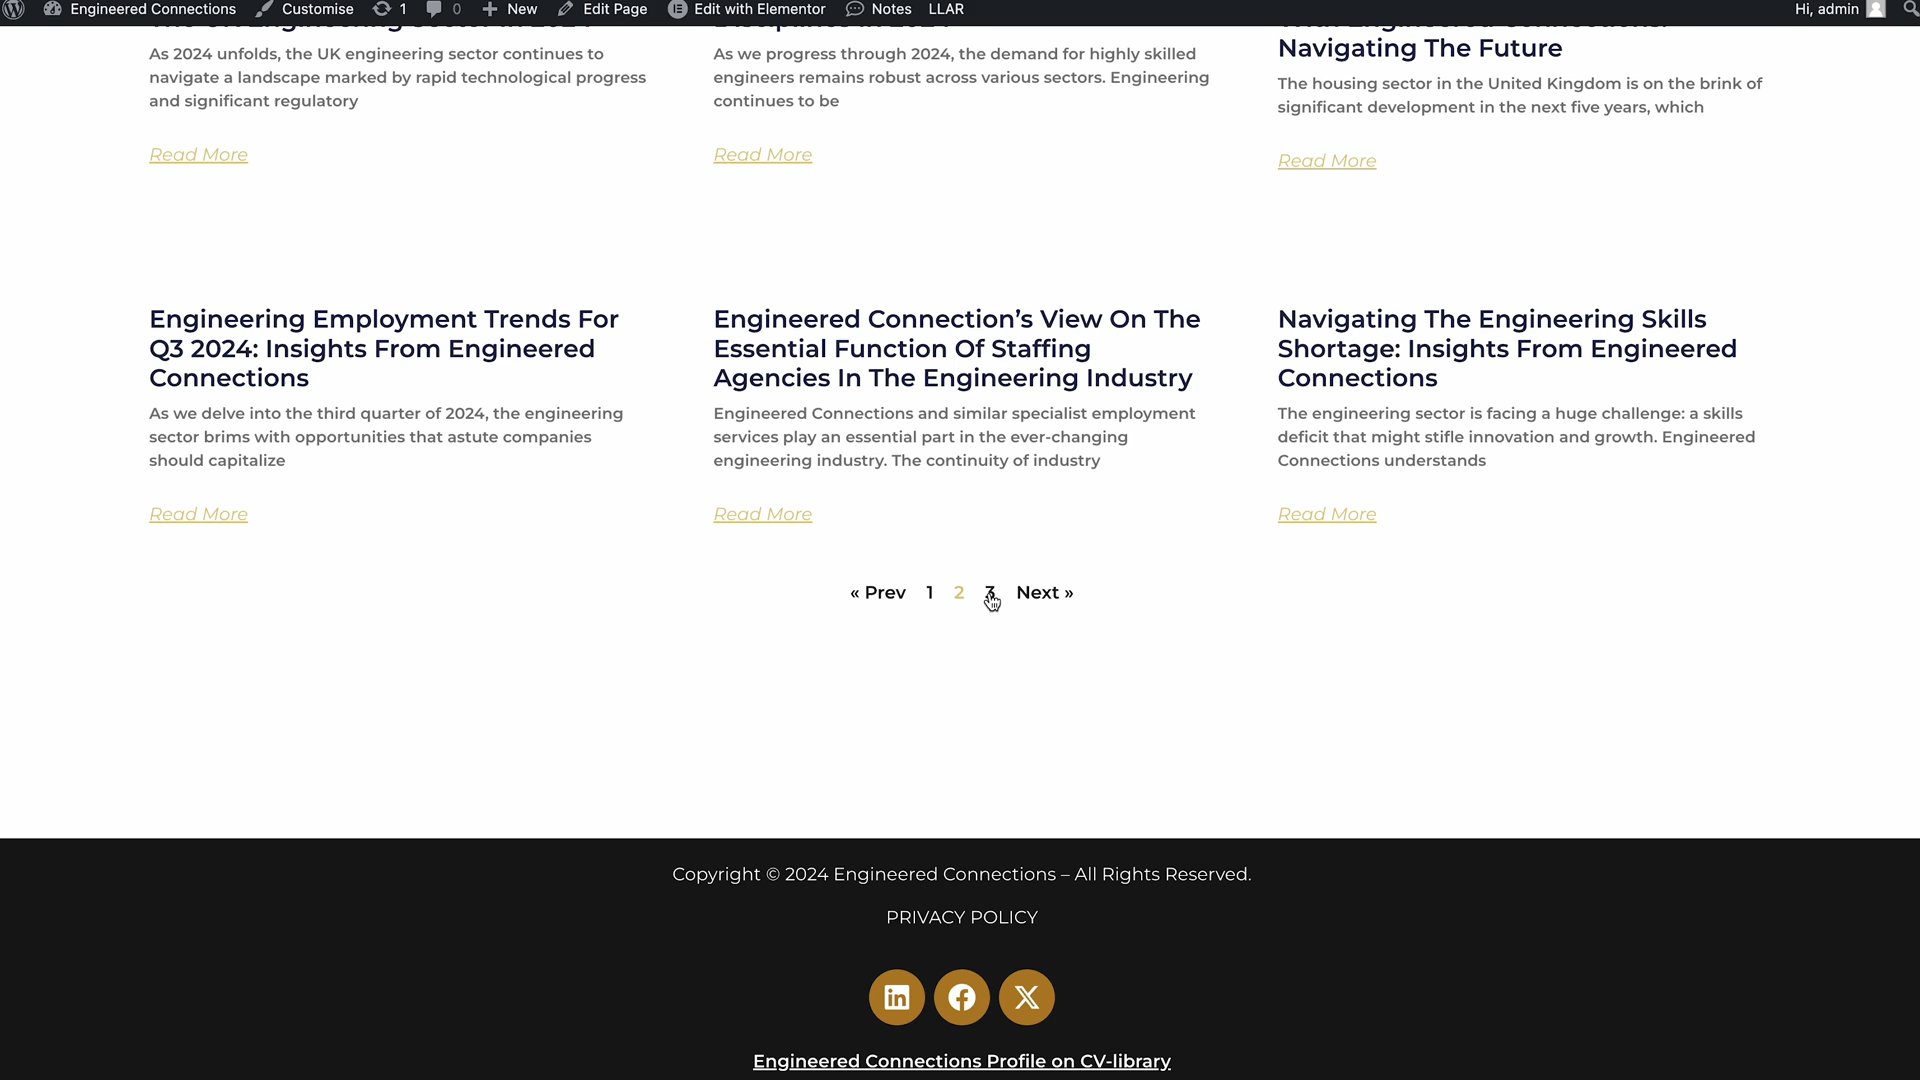 Engineered Connections Customise 1 0 New Edit Page Edit with Elementor Notes LLAR Hi, admin
Navigating The Future
As 2024 unfolds, the UK engineering sector continues to
navigate a landscape marked by rapid technological progress
and significant regulatory
Read More
As we progress through 2024, the demand for highly skilled
engineers remains robust across various sectors. Engineering
continues to be
Read More
The housing sector in the United Kingdom is on the brink of
significant development in the next five years, which
Read More
Engineering Employment Trends For
Q3 2024: Insights From Engineered
Connections
As we delve into the third quarter of 2024, the engineering
sector brims with opportunities that astute companies
should capitalize
Read More
Engineered Connection’s View On The
Essential Function Of Staffing
Agencies In The Engineering Industry
Engineered Connections and similar specialist employment
services play an essential part in the ever-changing
engineering industry. The continuity of industry
Read More
Navigating The Engineering Skills
Shortage: Insights From Engineered
Connections
The engineering sector is facing a huge challenge: a skills
deficit that might stifle innovation and growth. Engineered
Connections understands
Read More
« Prev 1 2 3 Next »
Copyright © 2024 Engineered Connections – All Rights Reserved.
PRIVACY POLICY
Engineered Connections Profile on CV-library